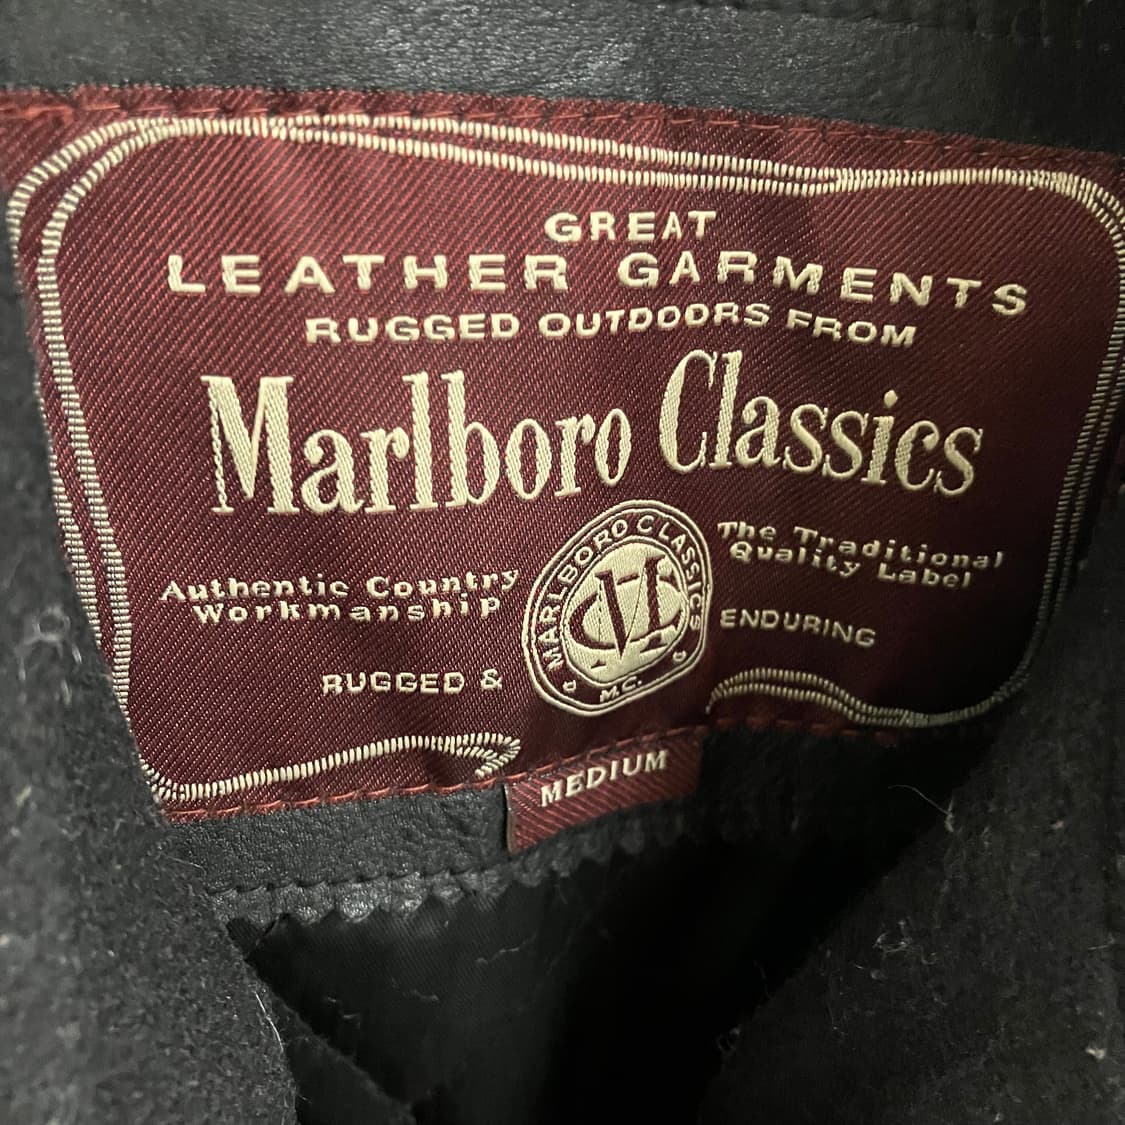 GREAT
LEATHER GARMENTS
RUGGED OUTDOORS FROM
Marlboro Classics
Authentic Country
Workmanship
RUGGED &
MARLBORO CLASSICS
MC
M.C.
The Traditional
Quality Label
ENDURING
MEDIUM